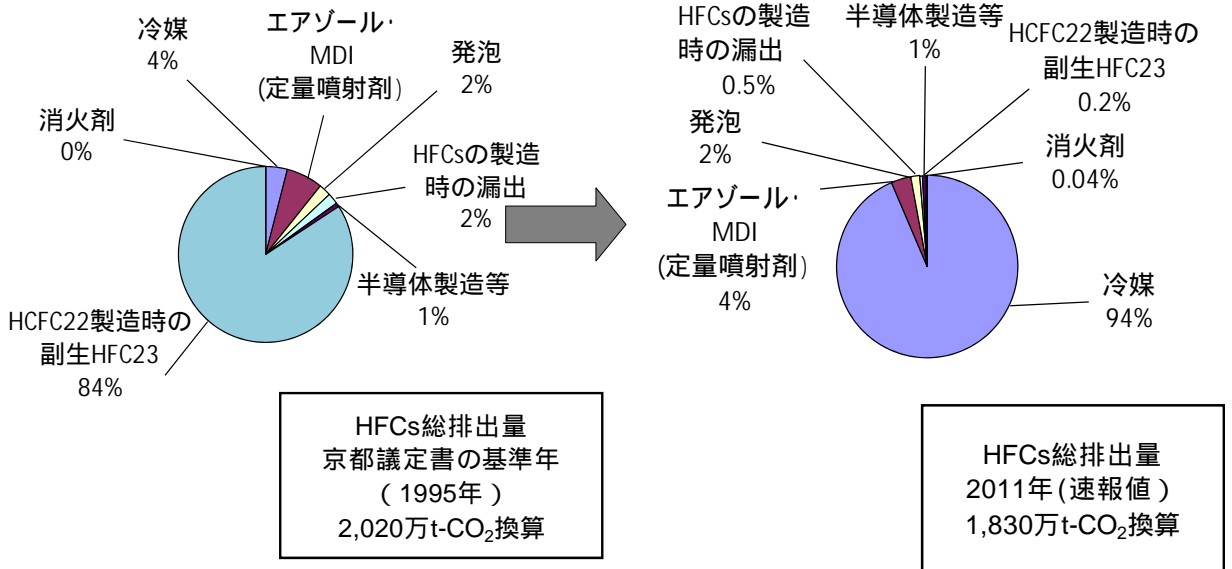 冷媒
4%
エアゾール・
MDI
(定量噴射剤)
発泡
2%
消火剤
0%
HFCsの製造
時の漏出
2%
半導体製造等
1%
HCFC22製造時の
副生HFC23
84%
HFCs総排出量
京都議定書の基準年
(1995年)
2,020万t-CO₂換算
HFCsの製造
時の漏出
0.5%
半導体製造等
1%
HCFC22製造時の
副生HFC23
0.2%
発泡
2%
消火剤
0.04%
エアゾール・
MDI
(定量噴射剤)
4%
冷媒
94%
HFCs総排出量
2011年(速報値)
1,830万t-CO₂換算